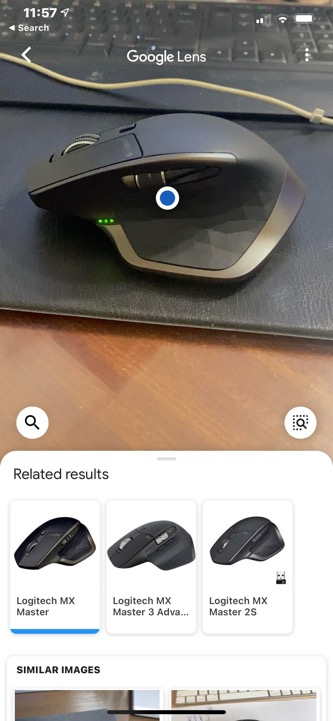 11:57
Search
Google Lens
Related results
Logitech MX
Master
Logitech MX
Master 3 Adva...
Logitech MX
Master 2S
SIMILAR IMAGES